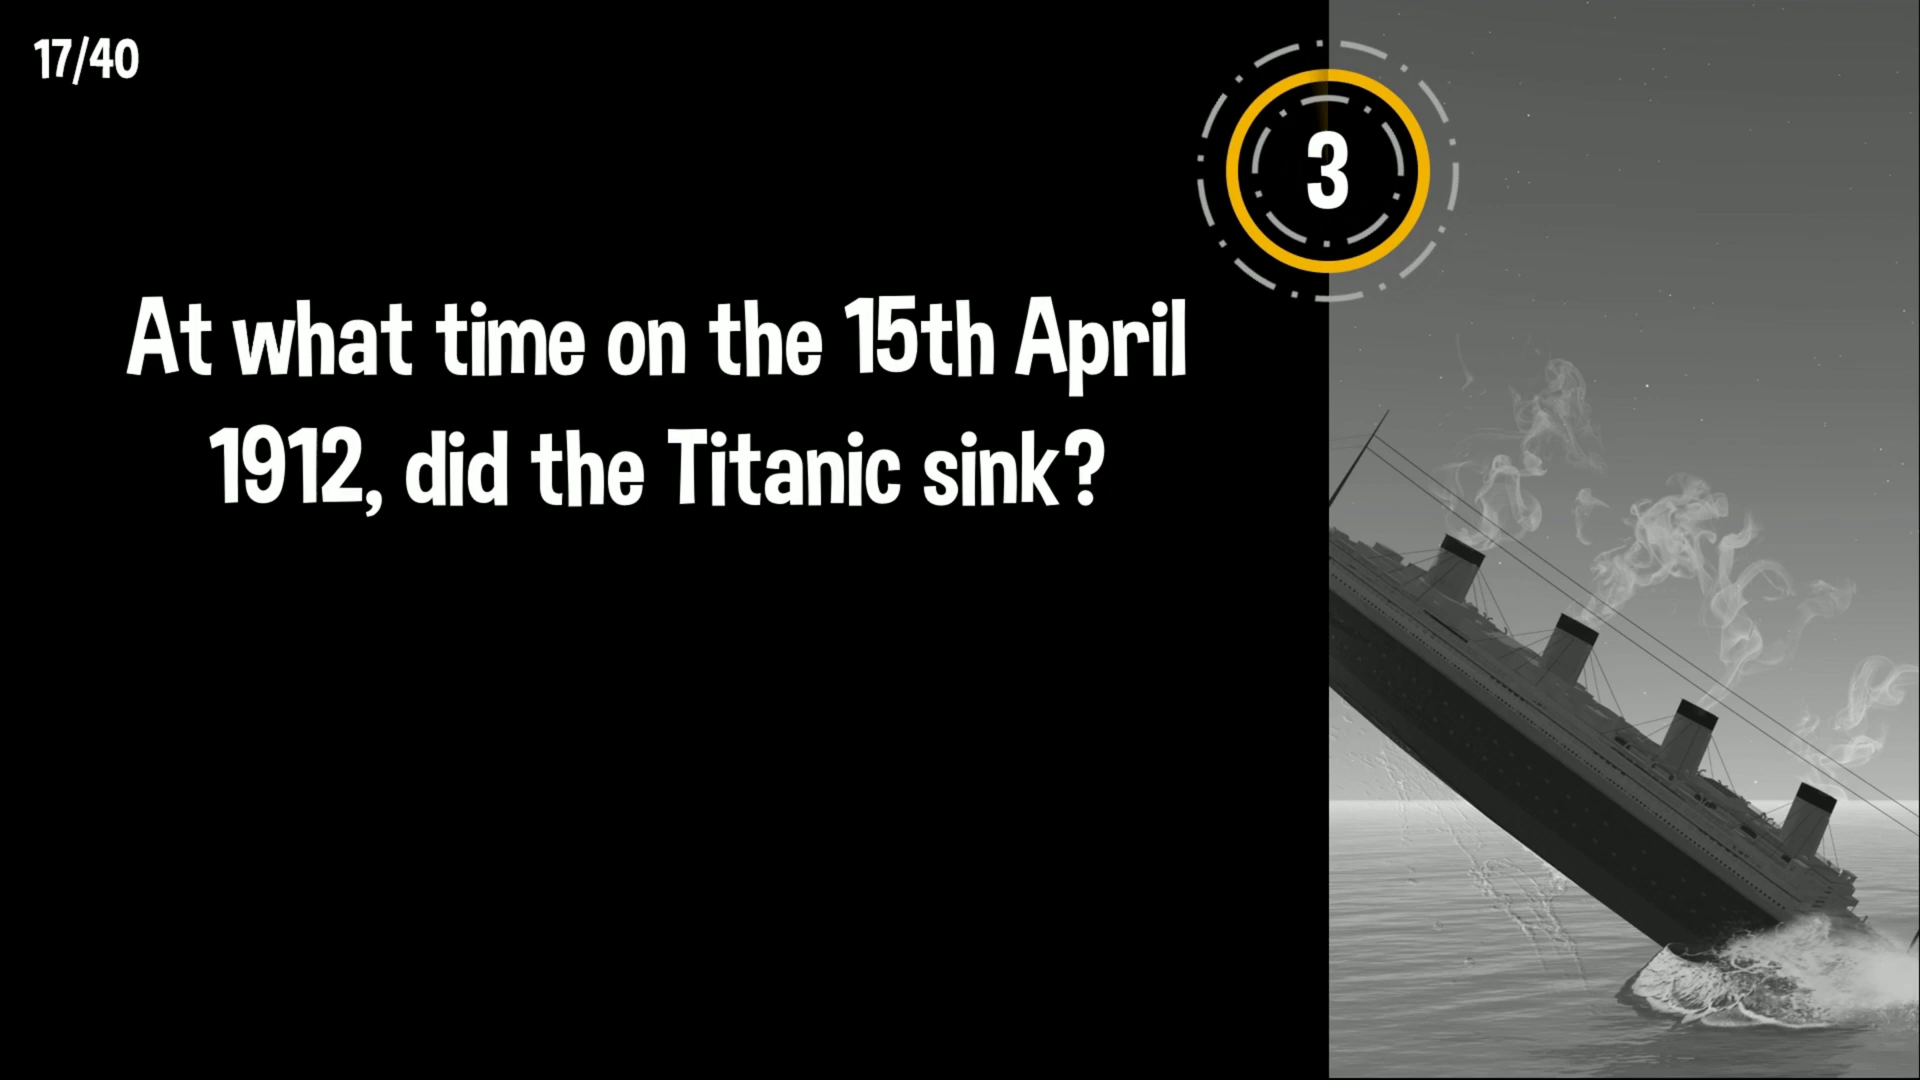 17/40
3
At what time on the 15th April
1912, did the Titanic sink?